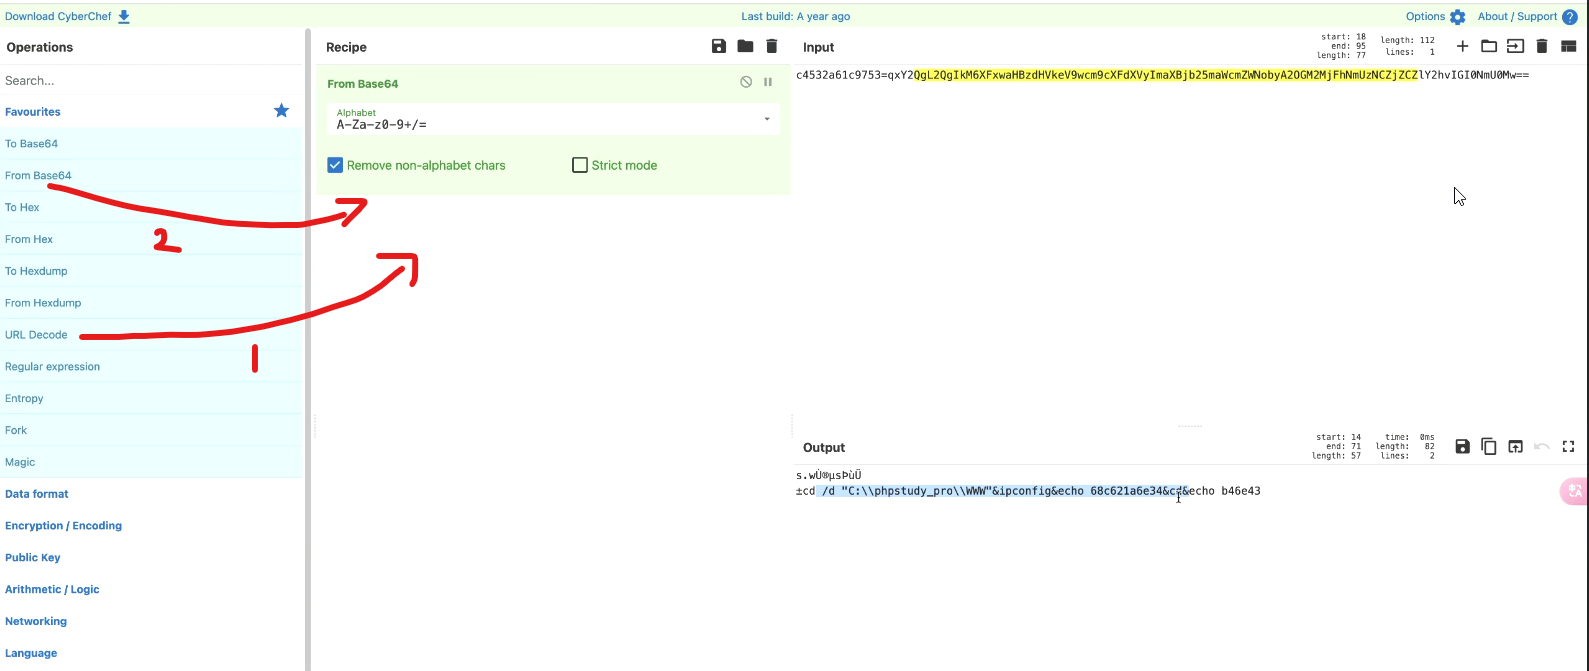 Download CyberChef
Last build: A year ago
Options
About / Support
Operations
Search...
Favourites
To Base64
From Base64
To Hex
From Hex
To Hexdump
From Hexdump
URL Decode
Regular expression
Entropy
Fork
Magic
Data format
Encryption / Encoding
Public Key
Arithmetic / Logic
Networking
Language
2
1
Recipe
From Base64
Alphabet
A-Za-z0-9+/=
Remove non-alphabet chars
Strict mode
Input
start: 18
end: 95
length: 77
length: 112
lines: 1
c4532a61c9753=qxY2QgL2QgIkM6XFxwaHBzdHVkeV9wcm9cXFdXVyImaXBjb25maWcmZWNobyA2OGM2MjFhNmUzNCZjZCZlY2hvIGI0NmU0Mw==
Output
start: 14
end: 71
length: 57
time: 0ms
length: 82
lines: 2
s.wÙ®µsÞùÛ
±cd /d "C:\\phpstudy_pro\\WWW"&ipconfig&echo 68c621a6e34&cd&echo b46e43